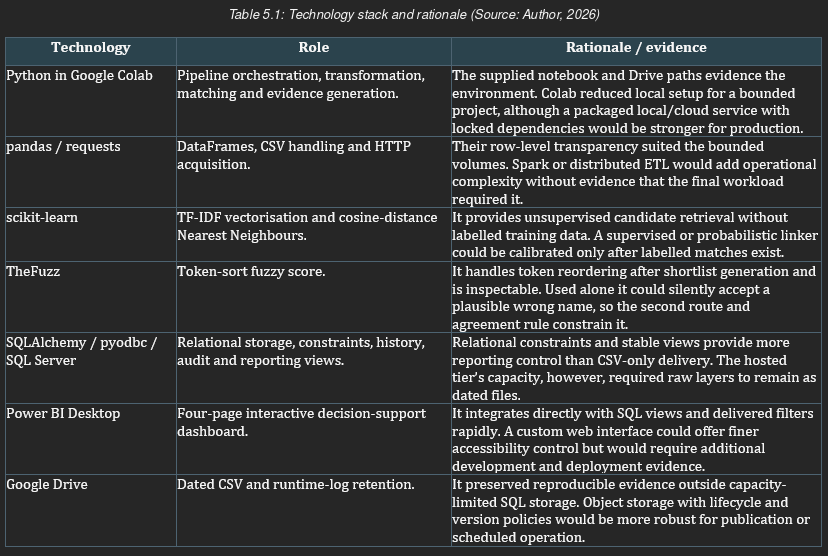 Table 5.1: Technology stack and rationale (Source: Author, 2026)
Technology
Role
Rationale / evidence
Python in Google Colab
Pipeline orchestration, transformation,
matching and evidence generation.
The supplied notebook and Drive paths evidence the
environment. Colab reduced local setup for a bounded
project, although a packaged local/cloud service with
locked dependencies would be stronger for production.
pandas / requests
DataFrames, CSV handling and HTTP
acquisition.
Their row-level transparency suited the bounded
volumes. Spark or distributed ETL would add operational
complexity without evidence that the final workload
required it.
scikit-learn
TF-IDF vectorisation and cosine-distance
Nearest Neighbours.
It provides unsupervised candidate retrieval without
labelled training data. A supervised or probabilistic linker
could be calibrated only after labelled matches exist.
TheFuzz
Token-sort fuzzy score.
It handles token reordering after shortlist generation and
is inspectable. Used alone it could silently accept a
plausible wrong name, so the second route and
agreement rule constrain it.
SQLAlchemy / pyodbc /
SQL Server
Relational storage, constraints, history,
audit and reporting views.
Relational constraints and stable views provide more
reporting control than CSV-only delivery. The hosted
tier's capacity, however, required raw layers to remain as
dated files.
Power BI Desktop
Four-page interactive decision-support
dashboard.
It integrates directly with SQL views and delivered filters
rapidly. A custom web interface could offer finer
accessibility control but would require additional
development and deployment evidence.
Google Drive
Dated CSV and runtime-log retention.
It preserved reproducible evidence outside capacity-
limited SQL storage. Object storage with lifecycle and
version policies would be more robust for publication or
scheduled operation.